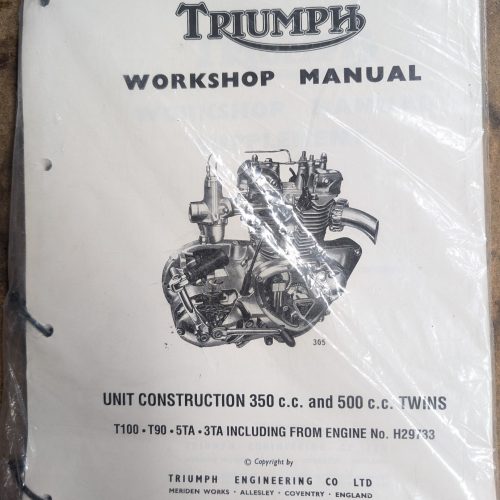 TRIUMPH
WORKSHOP MANUAL
365
UNIT CONSTRUCTION 350 c.c. and 500 c.c. TWINS
T100 • T90 • 5TA • 3TA INCLUDING FROM ENGINE No. H29733
© Copyright by
TRIUMPH ENGINEERING CO LTD
MERIDEN WORKS • ALLESLEY • COVENTRY • ENGLAND